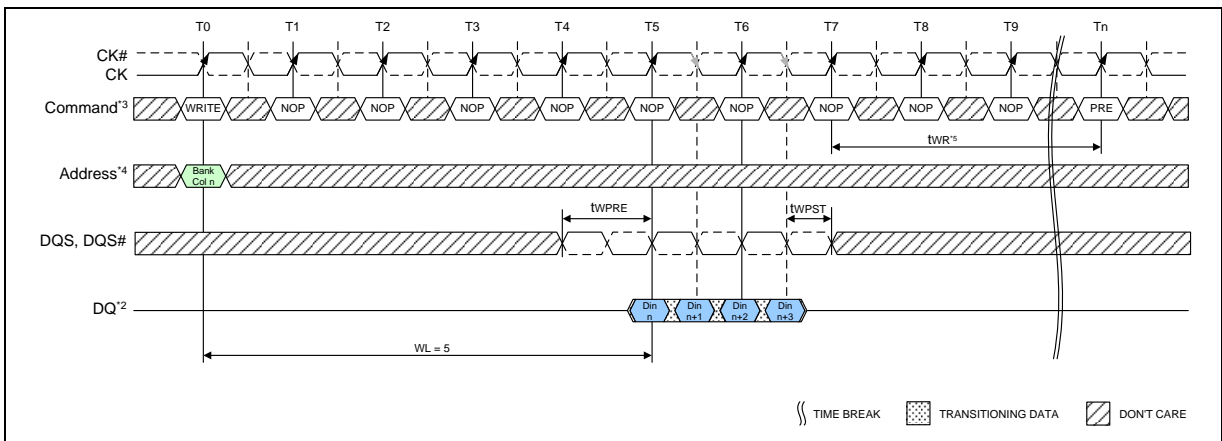 T0 T1 T2 T3 T4 T5 T6 T7 T8 T9 Tn
CK#
CK
Command*3 WRITE NOP NOP NOP NOP NOP NOP NOP NOP NOP PRE
tWR*5
Address*4 Bank Col n
tWPRE tWPST
DQS, DQS#
DQ*2 Din n Din n+1 Din n+2 Din n+3
WL = 5
TIME BREAK TRANSITIONING DATA DON'T CARE